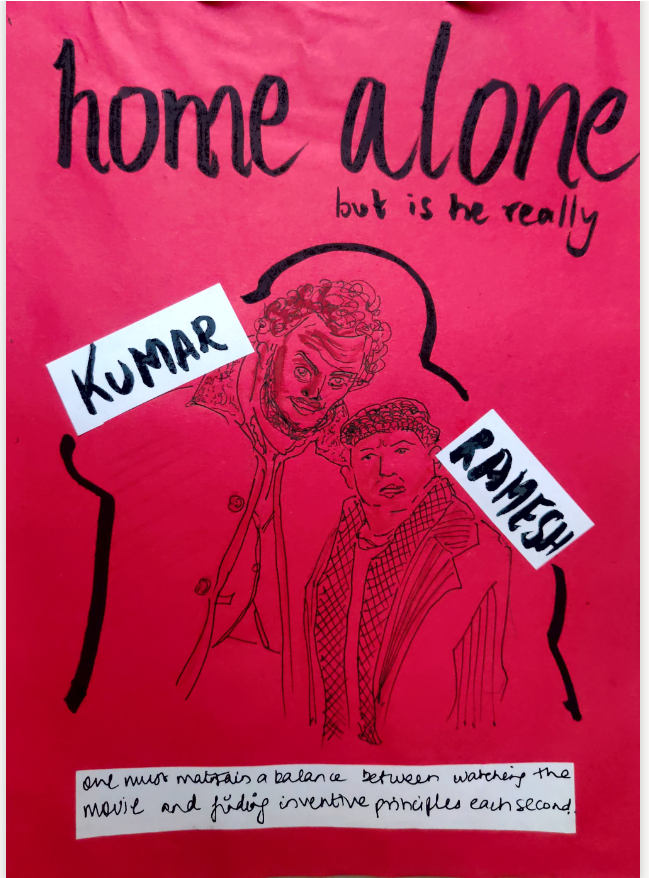 home alone
but is he really
KUMAR
RAMESH
one must maintain a balance between watching the
movie and finding inventive principles each second.